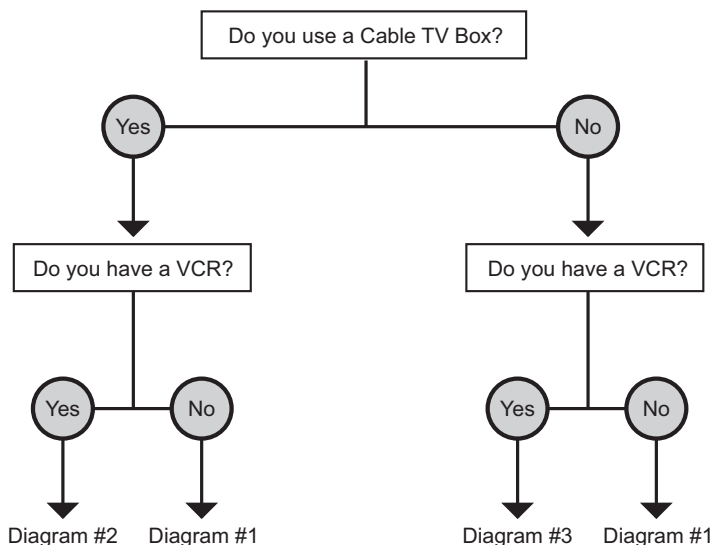 Do you use a Cable TV Box?
Yes
No
Do you have a VCR?
Do you have a VCR?
Yes
No
Yes
No
Diagram #2
Diagram #1
Diagram #3
Diagram #1